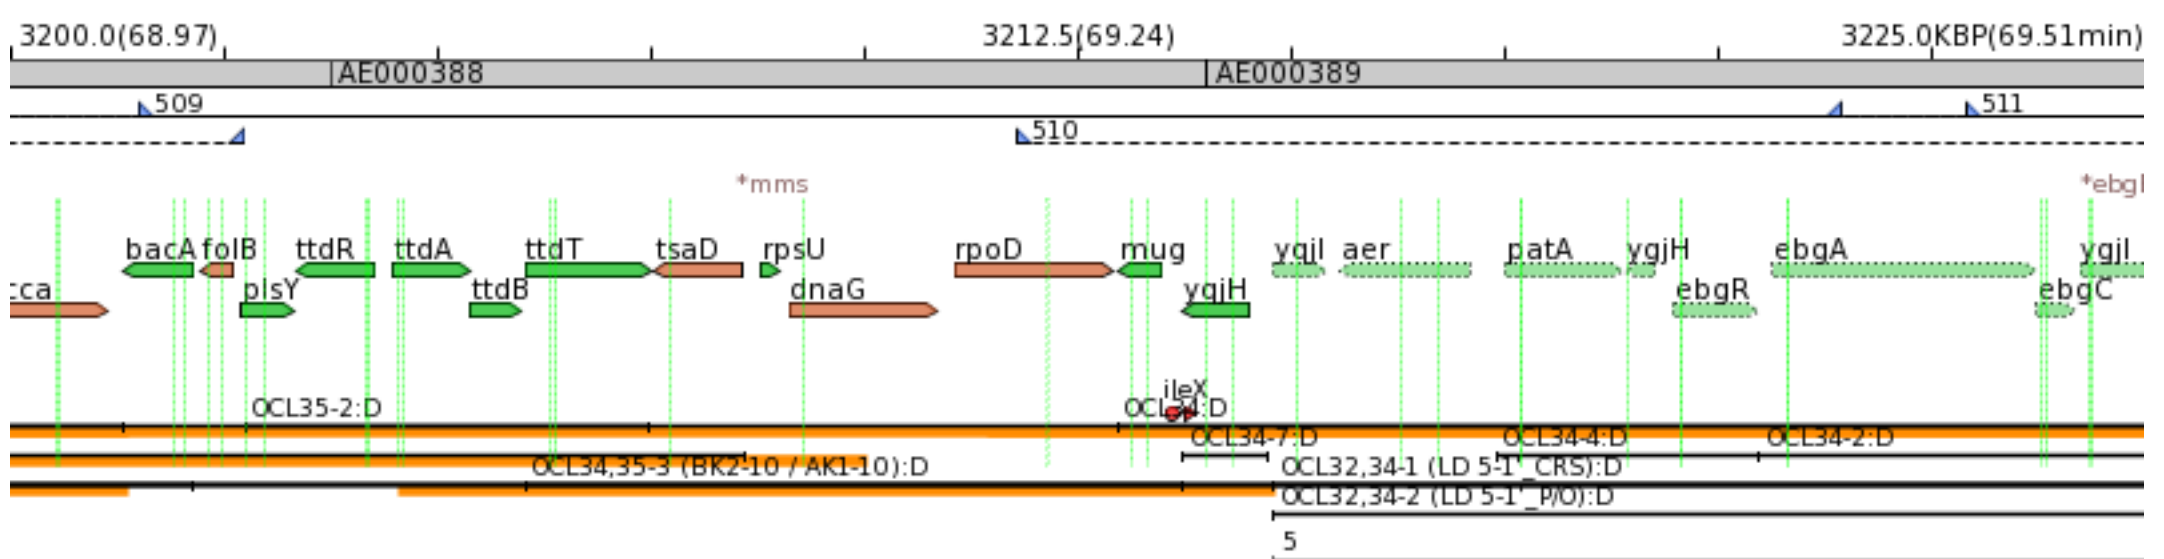 3200.0(68.97) 3212.5(69.24) 3225.0KBP(69.51min)
AE000388 AE000389
509 511
510
*mms *ebgI
bacA folB ttdR ttdA ttdT tsaD rpsU rpoD mug yqjI aer patA ygjH ebgA ygjI
cca plsY ttdB dnaG yqjH ebgR ebgC
ileX
OCL35-2:D OCL34:D
OCL34-7:D OCL34-4:D OCL34-2:D
OCL34,35-3 (BK2-10 / AK1-10):D OCL32,34-1 (LD 5-1'_CRS):D
OCL32,34-2 (LD 5-1'_P/O):D
5